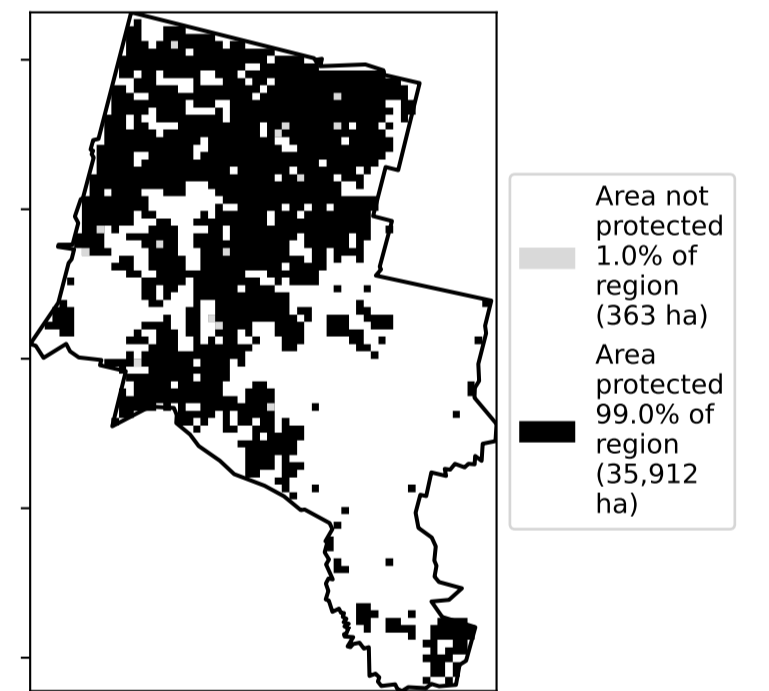 Area not
protected
1.0% of
region
(363 ha)
Area
protected
99.0% of
region
(35,912
ha)